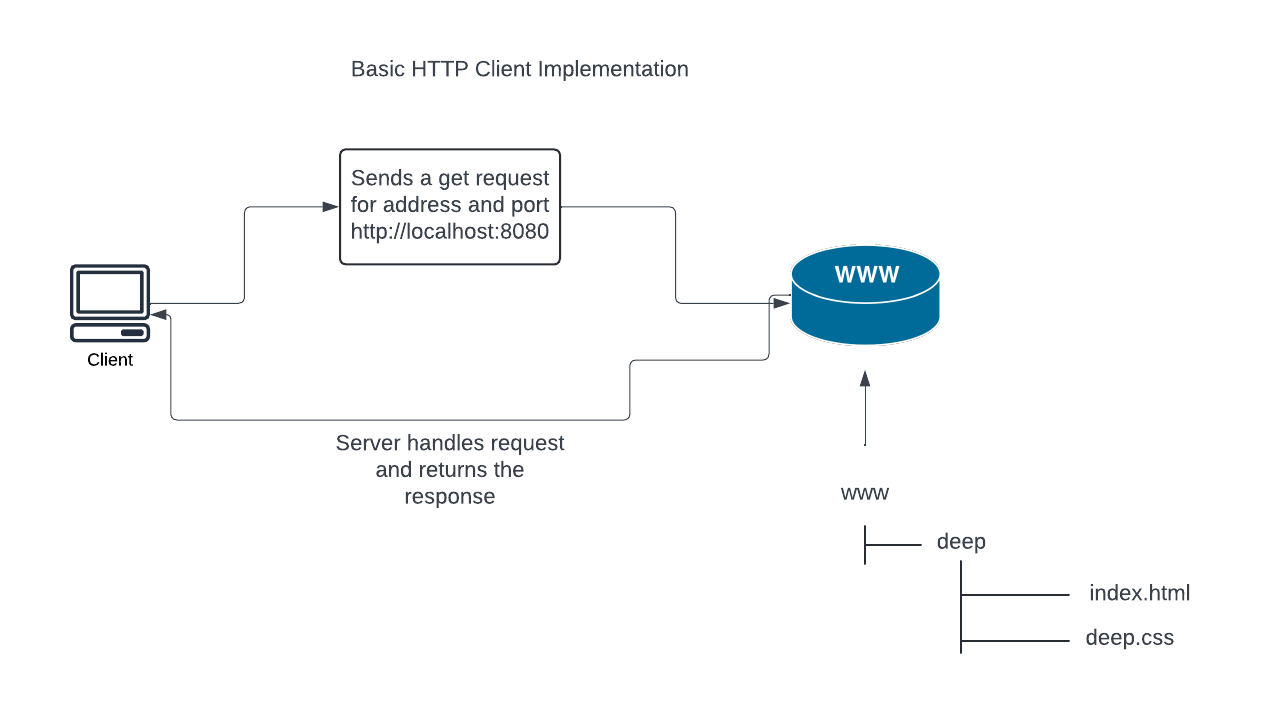 Basic HTTP Client Implementation
Sends a get request
for address and port
http://localhost:8080
WWW
Client
Server handles request
and returns the
response
www
deep
index.html
deep.css